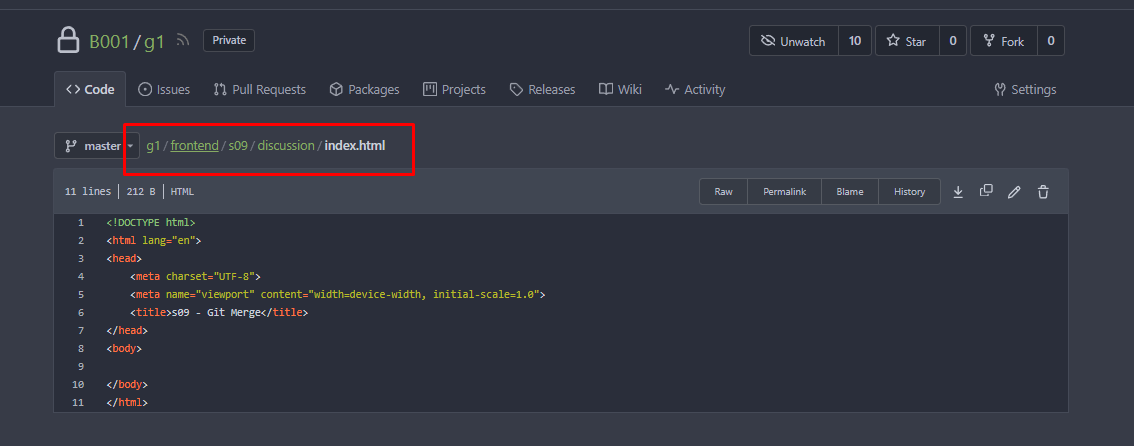 B001/g1 Private Unwatch 10 Star 0 Fork 0
Code Issues Pull Requests Packages Projects Releases Wiki Activity Settings
master g1/frontend/s09/discussion/index.html
11 lines 212 B HTML Raw Permalink Blame History
1 <!DOCTYPE html>
2 <html lang="en">
3 <head>
4 <meta charset="UTF-8">
5 <meta name="viewport" content="width=device-width, initial-scale=1.0">
6 <title>s09 - Git Merge</title>
7 </head>
8 <body>
9
10 </body>
11 </html>